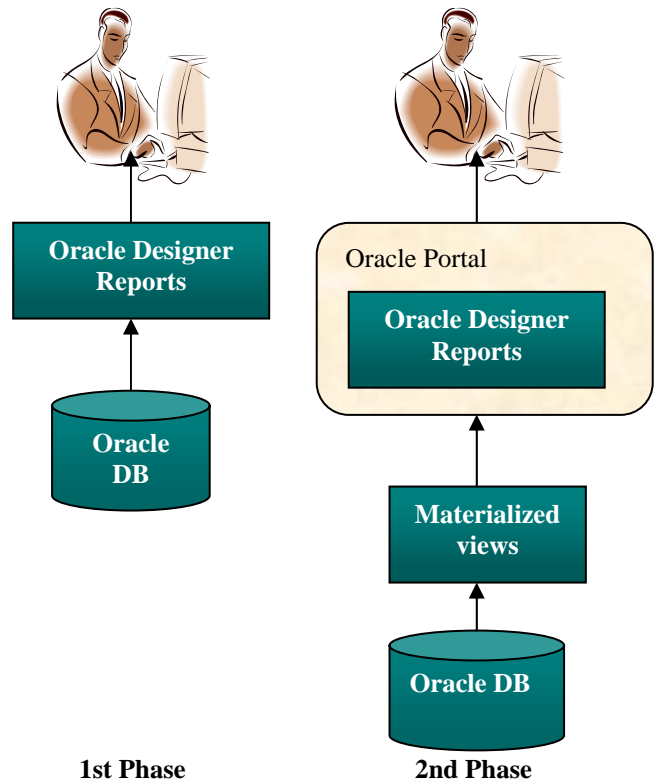 Oracle Designer
Reports
Oracle
DB
1st Phase
Oracle Portal
Oracle Designer
Reports
Materialized
views
Oracle DB
2nd Phase